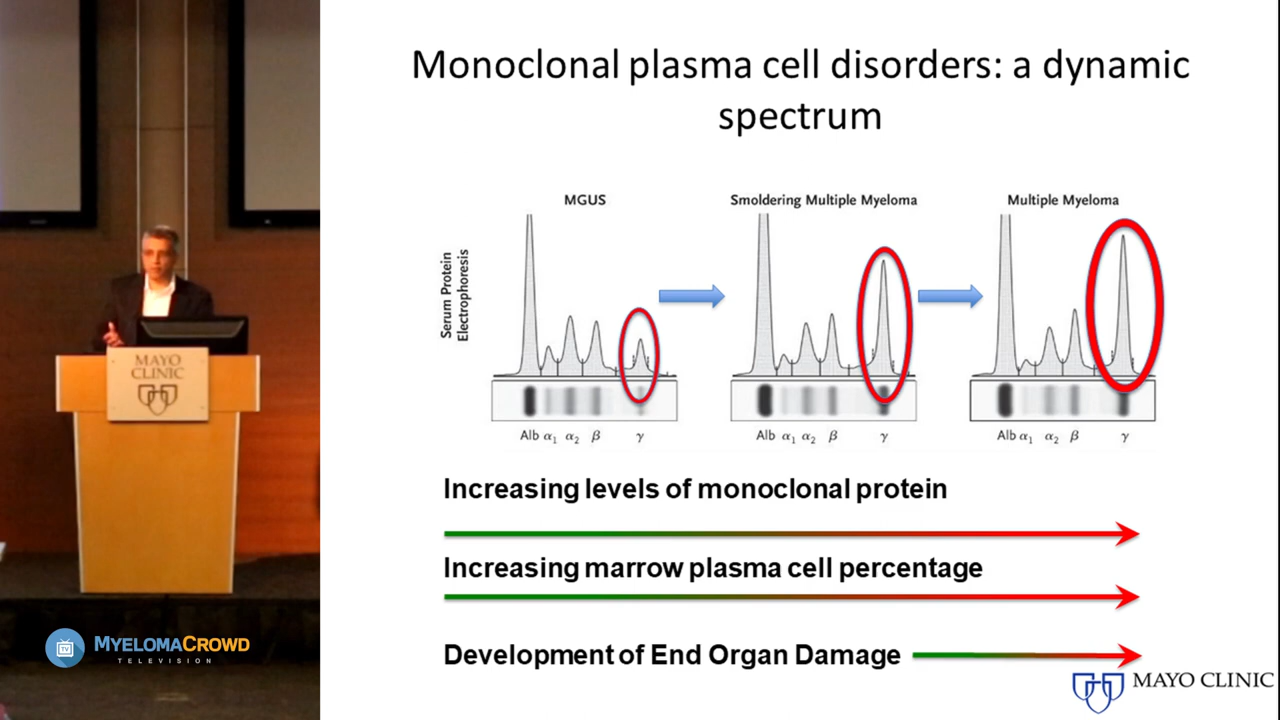 Monoclonal plasma cell disorders: a dynamic
spectrum
MGUS
Smoldering Multiple Myeloma
Multiple Myeloma
Serum Protein
Electrophoresis
Alb α1 α2 β γ
Alb α1 α2 β γ
Alb α1 α2 β γ
Increasing levels of monoclonal protein
Increasing marrow plasma cell percentage
Development of End Organ Damage
MAYO CLINIC
MAYO
CLINIC
TV
MYELOMACROWD
TELEVISION